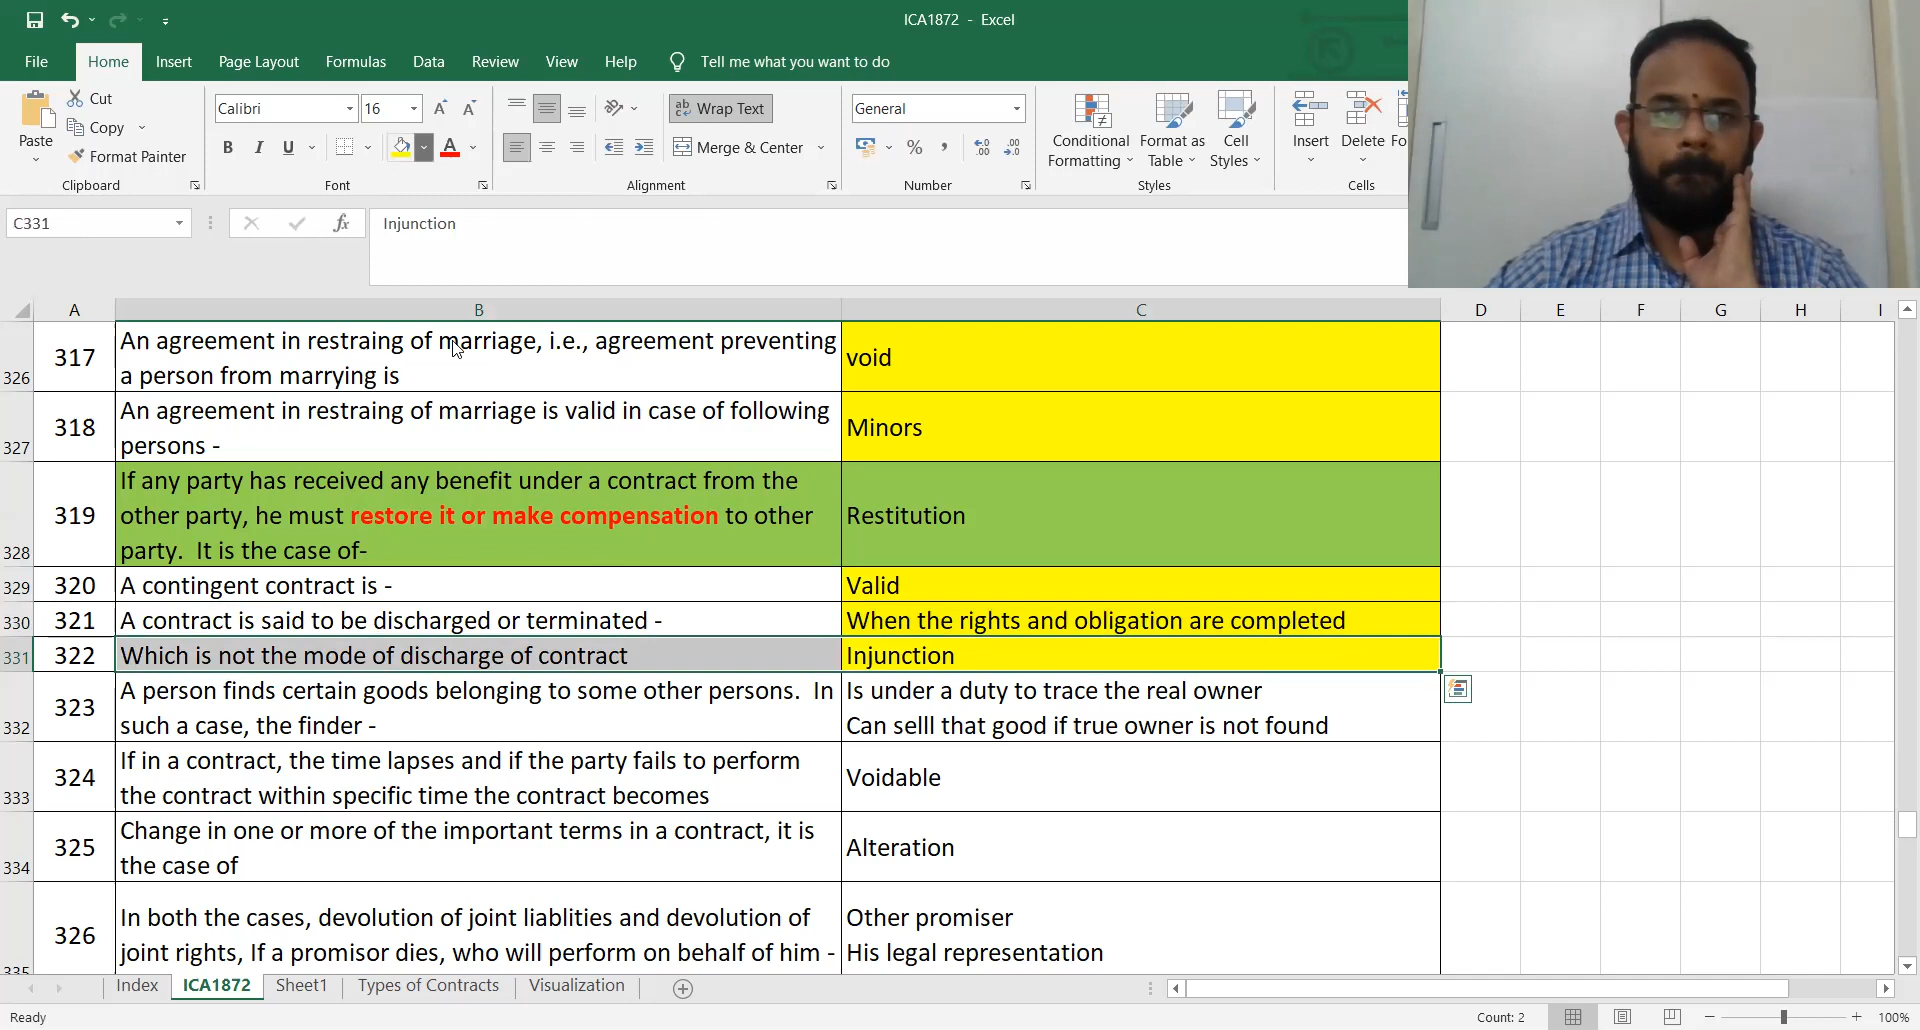 ICA1872 - Excel
File
Home
Insert
Page Layout
Formulas
Data
Review
View
Help
Tell me what you want to do
Paste
Cut
Copy
Format Painter
Clipboard
Calibri
16
B I U
Font
Wrap Text
Merge & Center
Alignment
General
Number
Conditional Formatting
Format as Table
Cell Styles
Styles
Insert
Delete
Fo
Cells
C331
fx
Injunction
A B C D E F G H I
326
317
An agreement in restraing of marriage, i.e., agreement preventing
a person from marrying is
void
327
318
An agreement in restraing of marriage is valid in case of following
persons -
Minors
328
319
If any party has received any benefit under a contract from the
other party, he must restore it or make compensation to other
party. It is the case of-
Restitution
329
320
A contingent contract is -
Valid
330
321
A contract is said to be discharged or terminated -
When the rights and obligation are completed
331
322
Which is not the mode of discharge of contract
Injunction
332
323
A person finds certain goods belonging to some other persons. In
such a case, the finder -
Is under a duty to trace the real owner
Can selll that good if true owner is not found
333
324
If in a contract, the time lapses and if the party fails to perform
the contract within specific time the contract becomes
Voidable
334
325
Change in one or more of the important terms in a contract, it is
the case of
Alteration
335
326
In both the cases, devolution of joint liablities and devolution of
joint rights, If a promisor dies, who will perform on behalf of him -
Other promiser
His legal representation
Index
ICA1872
Sheet1
Types of Contracts
Visualization
Ready
Count: 2
100%